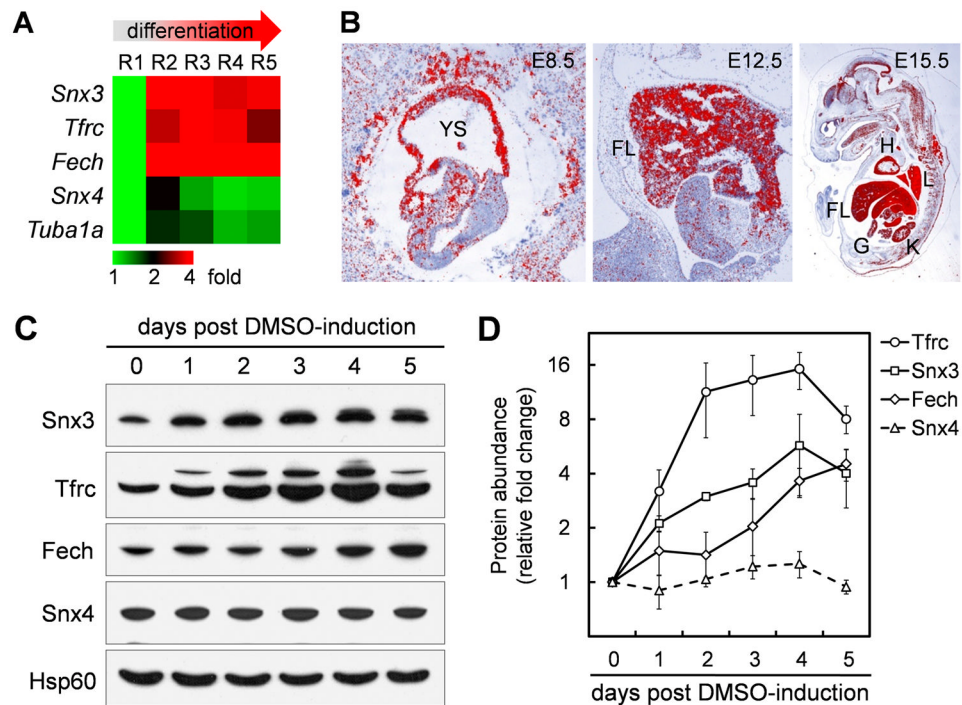 A
differentiation
R1 R2 R3 R4 R5
Snx3
Tfrc
Fech
Snx4
Tuba1a
1 2 4 fold
B
E8.5
YS
E12.5
FL
E15.5
H
L
FL
G
K
C
days post DMSO-induction
0 1 2 3 4 5
Snx3
Tfrc
Fech
Snx4
Hsp60
D
Protein abundance
(relative fold change)
16
8
4
2
1
0 1 2 3 4 5
days post DMSO-induction
Tfrc
Snx3
Fech
Snx4